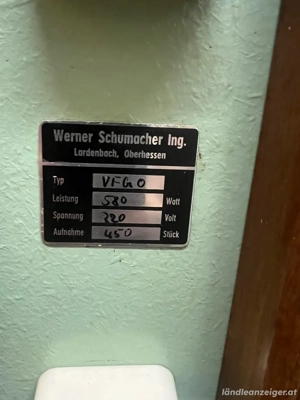 Werner Schumacher Ing.
Lardenbach, Oberhessen
Typ VFGO
Leistung 580 Watt
Spannung 220 Volt
Aufnahme 450 Stück
ländleanzeiger.at